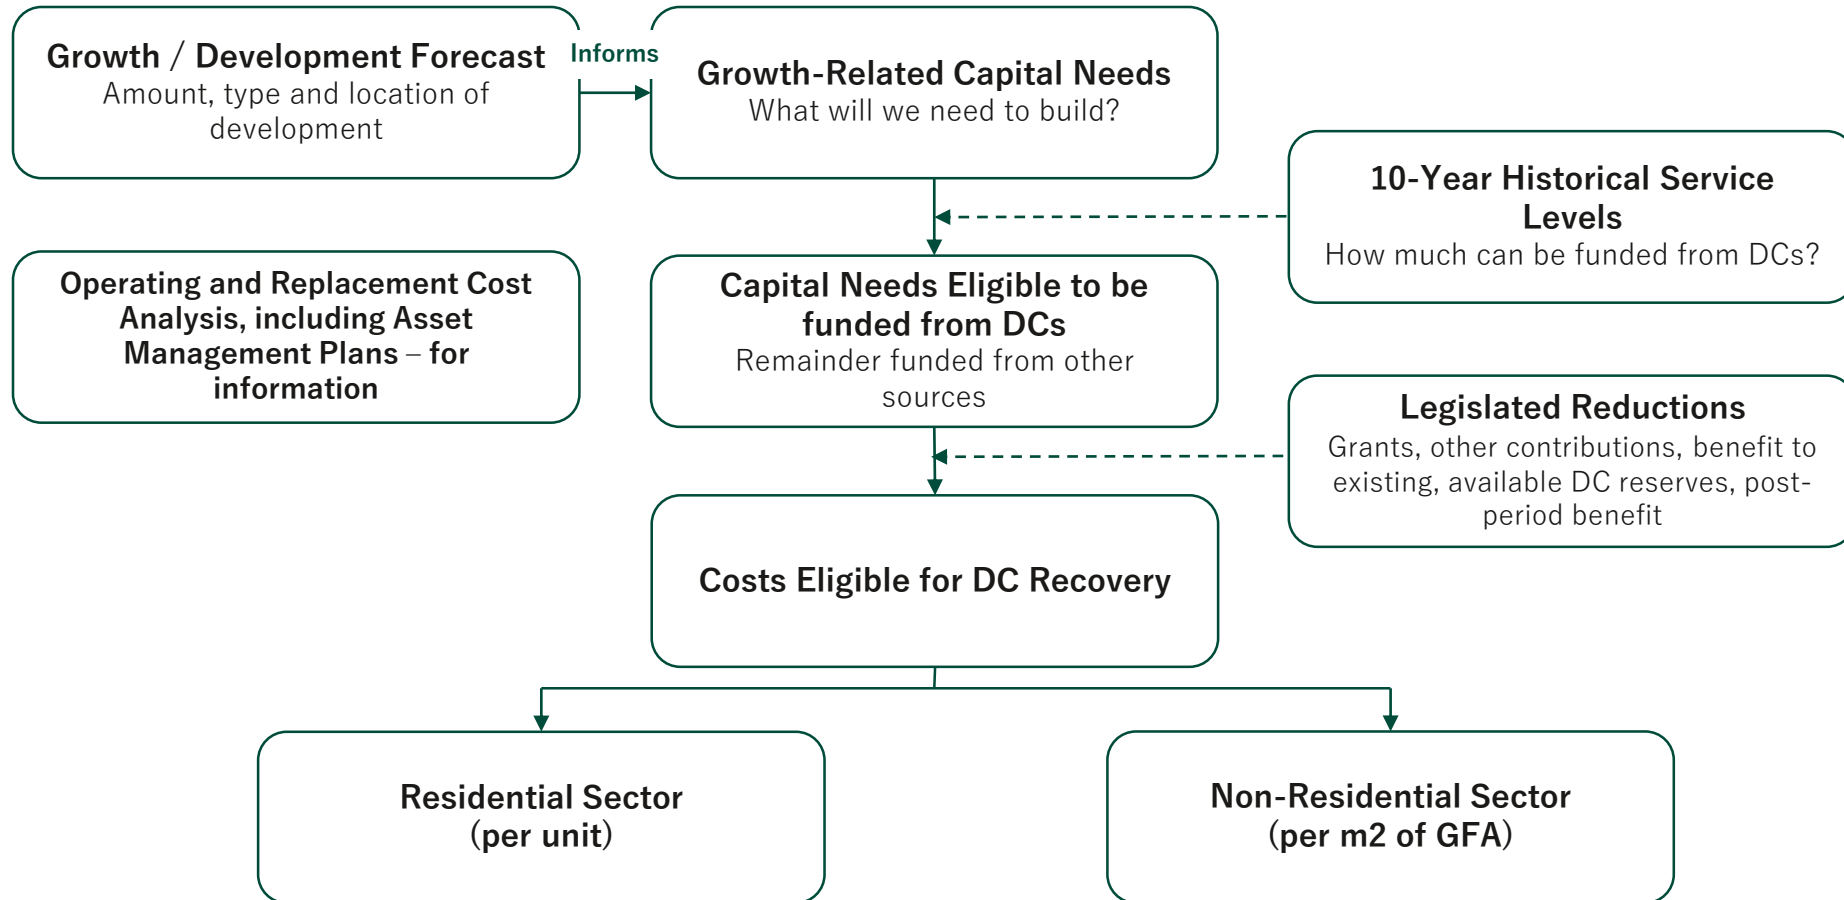 Growth / Development Forecast
Amount, type and location of
development
Informs
Growth-Related Capital Needs
What will we need to build?
10-Year Historical Service
Levels
How much can be funded from DCs?
Operating and Replacement Cost
Analysis, including Asset
Management Plans – for
information
Capital Needs Eligible to be
funded from DCs
Remainder funded from other
sources
Legislated Reductions
Grants, other contributions, benefit to
existing, available DC reserves, post-
period benefit
Costs Eligible for DC Recovery
Residential Sector
(per unit)
Non-Residential Sector
(per m2 of GFA)